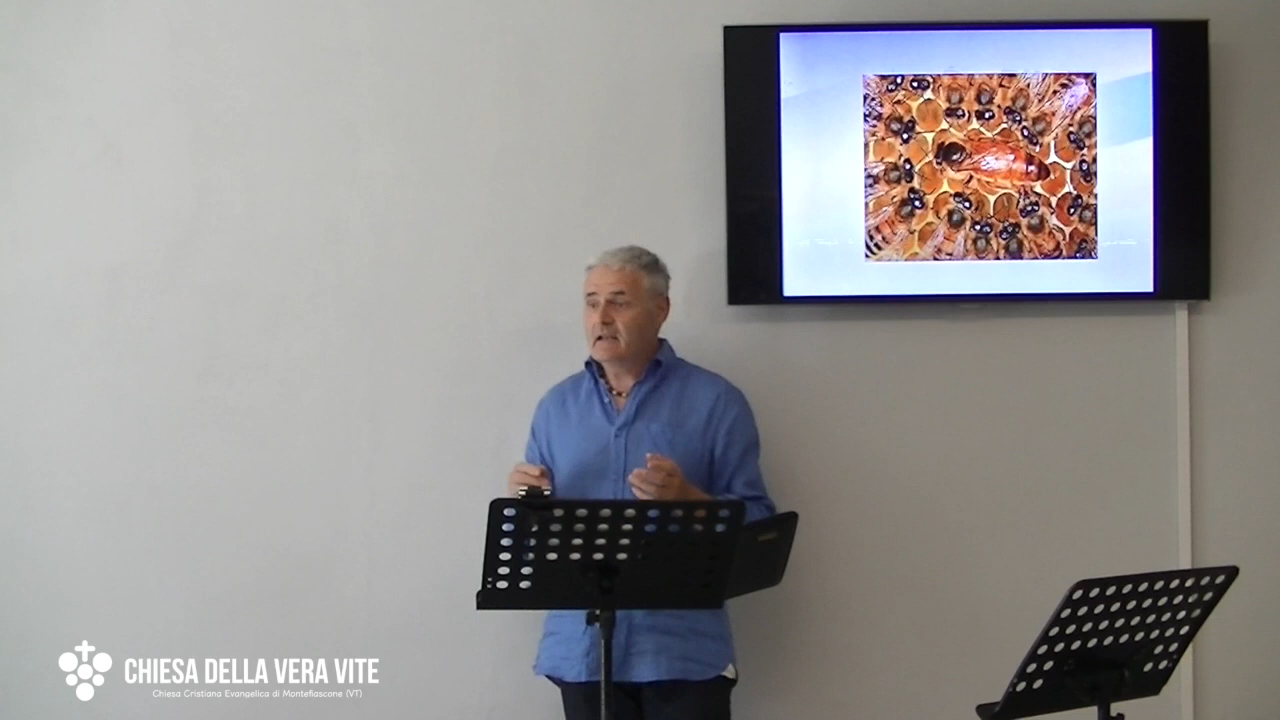 CHIESA DELLA VERA VITE
Chiesa Cristiana Evangelica di Montefiascone (VT)